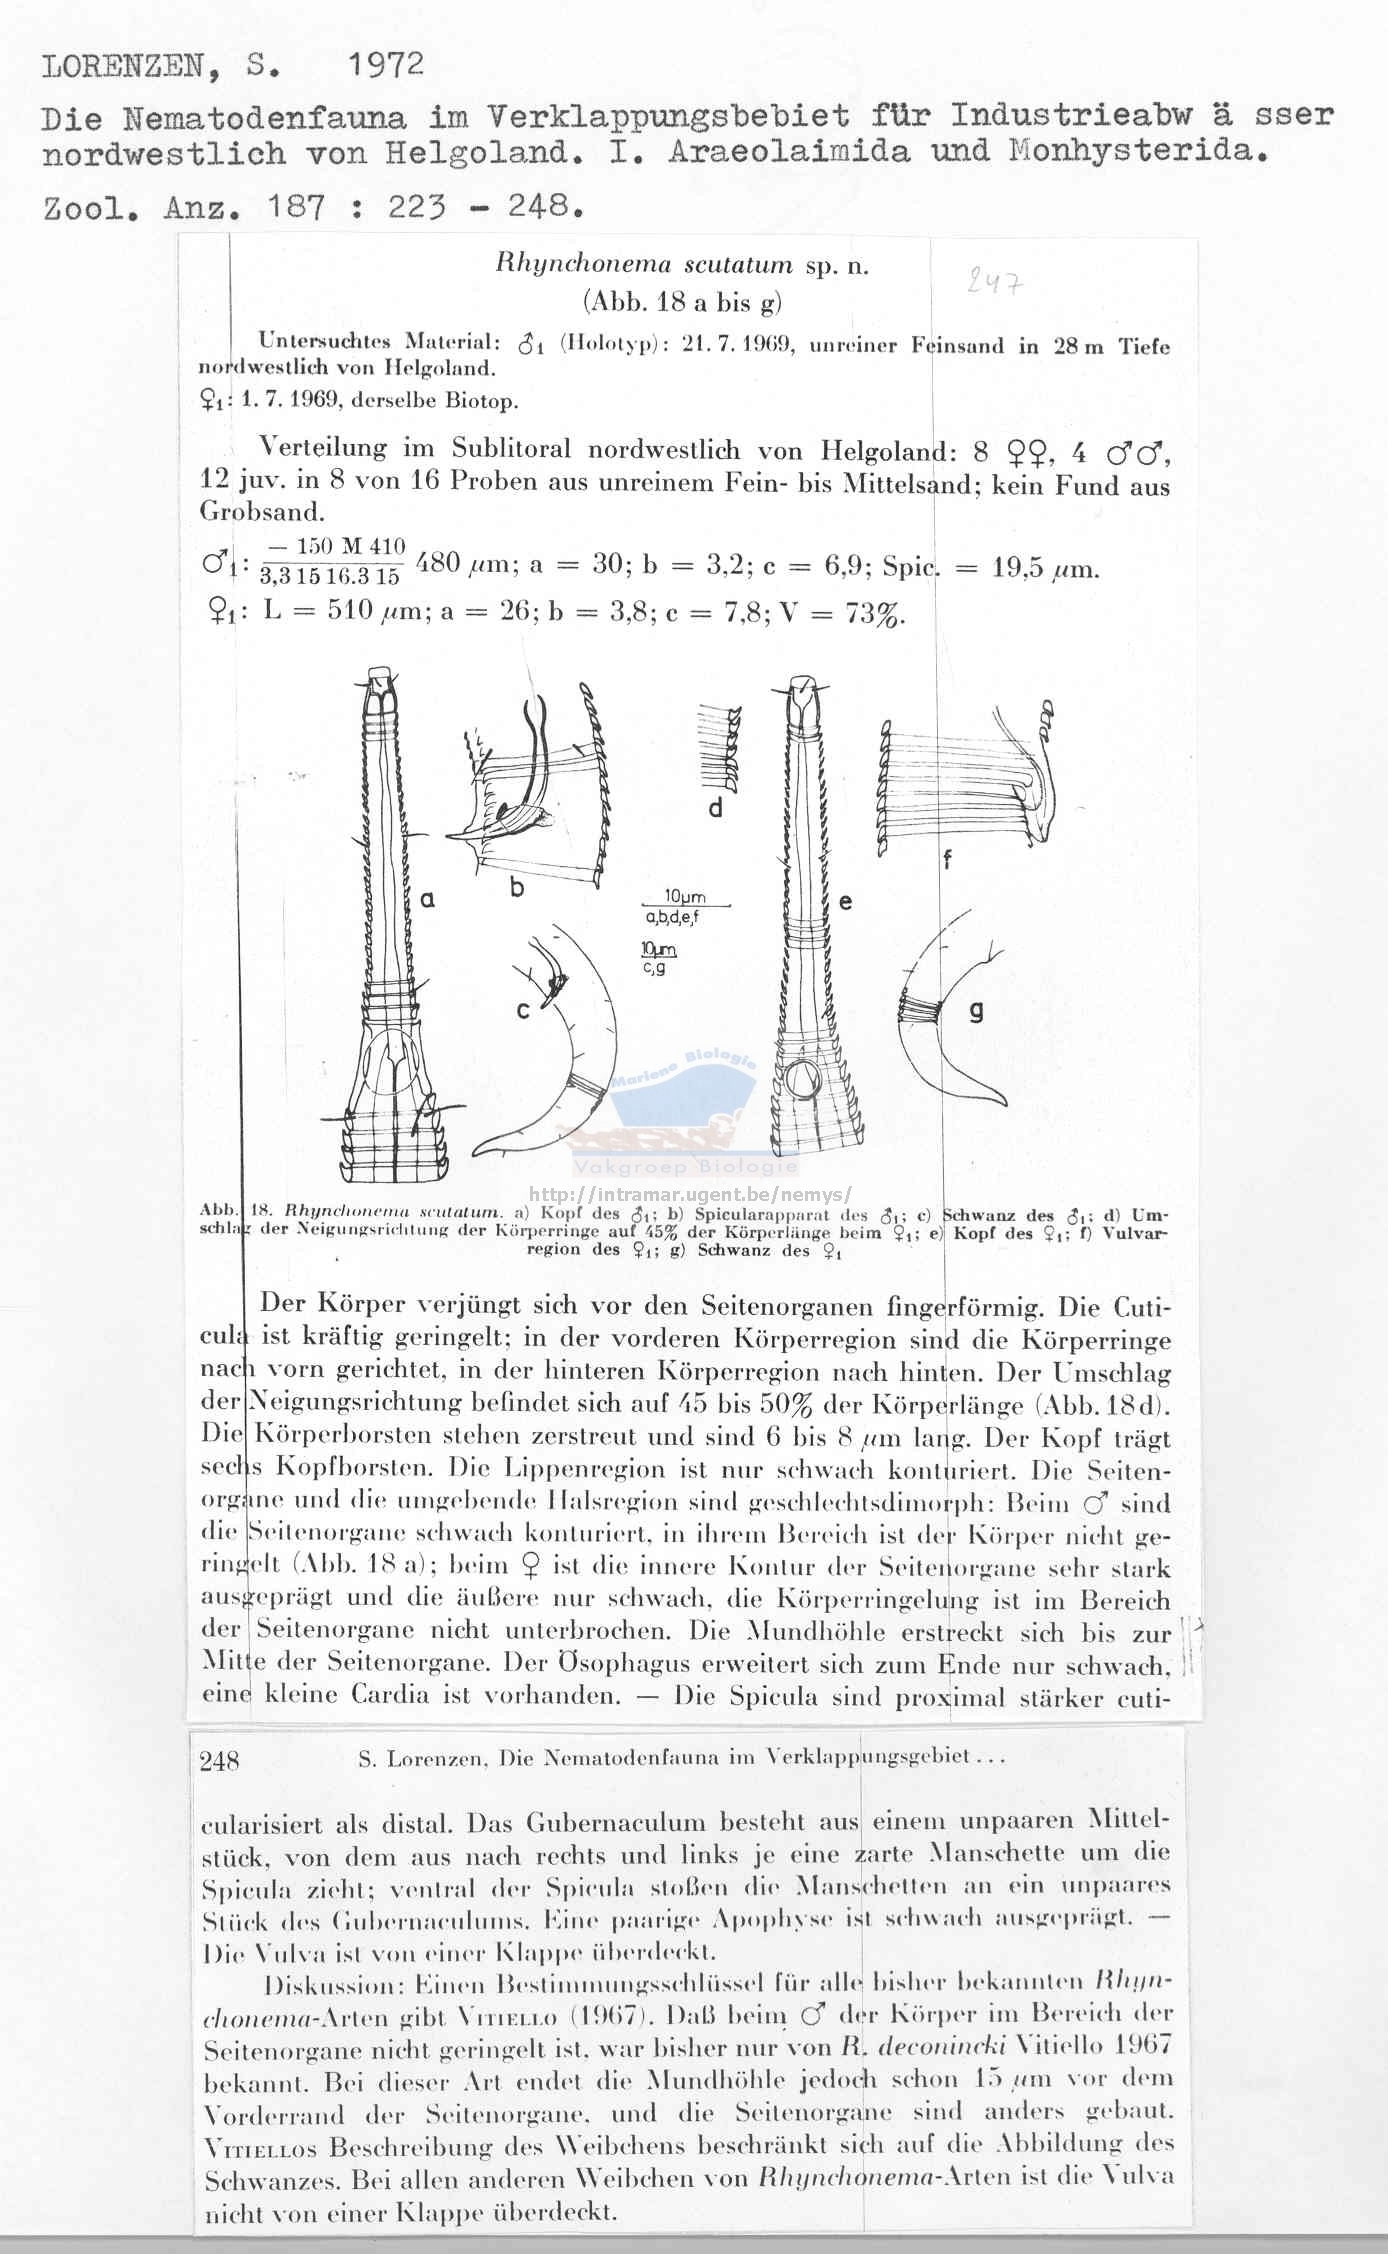 LORENZEN, S. 1972
Die Nematodenfauna im Verklappungsbebiet für Industrieabw ä sser
nordwestlich von Helgoland. I. Araeolaimida und Monhysterida.
Zool. Anz. 187 : 223 - 248.
Rhynchonema scutatum sp. n.
247
(Abb. 18 a bis g)
Untersuchtes Material: ♂1 (Holotyp): 21. 7. 1969, unreiner Feinsand in 28 m Tiefe
nordwestlich von Helgoland.
♀1: 1. 7. 1969, derselbe Biotop.
Verteilung im Sublitoral nordwestlich von Helgoland: 8 ♀♀, 4 ♂♂,
12 juv. in 8 von 16 Proben aus unreinem Fein- bis Mittelsand; kein Fund aus
Grobsand.
— 150 M 410
♂1: 3,3 15 16.3 15 480 µm; a = 30; b = 3,2; c = 6,9; Spic. = 19,5 µm.
♀1: L = 510 µm; a = 26; b = 3,8; c = 7,8; V = 73%.
a
b
c
d
e
f
g
10µm
a,b,d,e,f
10µm
c,g
Mariene Biologie
Vakgroep Biologie
http://intramar.ugent.be/nemys/
Abb. 18. Rhynchonema scutatum. a) Kopf des ♂1; b) Spicularapparat des ♂1; c) Schwanz des ♂1; d) Um-
schlag der Neigungsrichtung der Körperringe auf 45% der Körperlänge beim ♀1; e) Kopf des ♀1; f) Vulvar-
region des ♀1; g) Schwanz des ♀1
Der Körper verjüngt sich vor den Seitenorganen fingerförmig. Die Cuti-
cula ist kräftig geringelt; in der vorderen Körperregion sind die Körperringe
nach vorn gerichtet, in der hinteren Körperregion nach hinten. Der Umschlag
der Neigungsrichtung befindet sich auf 45 bis 50% der Körperlänge (Abb. 18 d).
Die Körperborsten stehen zerstreut und sind 6 bis 8 µm lang. Der Kopf trägt
sechs Kopfborsten. Die Lippenregion ist nur schwach konturiert. Die Seiten-
organe und die umgebende Halsregion sind geschlechtsdimorph: Beim ♂ sind
die Seitenorgane schwach konturiert, in ihrem Bereich ist der Körper nicht ge-
ringelt (Abb. 18 a); beim ♀ ist die innere Kontur der Seitenorgane sehr stark
ausgeprägt und die äußere nur schwach, die Körperringelung ist im Bereich
der Seitenorgane nicht unterbrochen. Die Mundhöhle erstreckt sich bis zur
Mitte der Seitenorgane. Der Ösophagus erweitert sich zum Ende nur schwach,
eine kleine Cardia ist vorhanden. — Die Spicula sind proximal stärker cuti-
248 S. Lorenzen, Die Nematodenfauna im Verklappungsgebiet . . .
cularisiert als distal. Das Gubernaculum besteht aus einem unpaaren Mittel-
stück, von dem aus nach rechts und links je eine zarte Manschette um die
Spicula zieht; ventral der Spicula stoßen die Manschetten an ein unpaares
Stück des Gubernaculums. Eine paarige Apophyse ist schwach ausgeprägt. —
Die Vulva ist von einer Klappe überdeckt.
Diskussion: Einen Bestimmungsschlüssel für alle bisher bekannten Rhyn-
chonema-Arten gibt VITIELLO (1967). Daß beim ♂ der Körper im Bereich der
Seitenorgane nicht geringelt ist, war bisher nur von R. deconincki Vitiello 1967
bekannt. Bei dieser Art endet die Mundhöhle jedoch schon 15 µm vor dem
Vorderrand der Seitenorgane, und die Seitenorgane sind anders gebaut.
VITIELLOS Beschreibung des Weibchens beschränkt sich auf die Abbildung des
Schwanzes. Bei allen anderen Weibchen von Rhynchonema-Arten ist die Vulva
nicht von einer Klappe überdeckt.